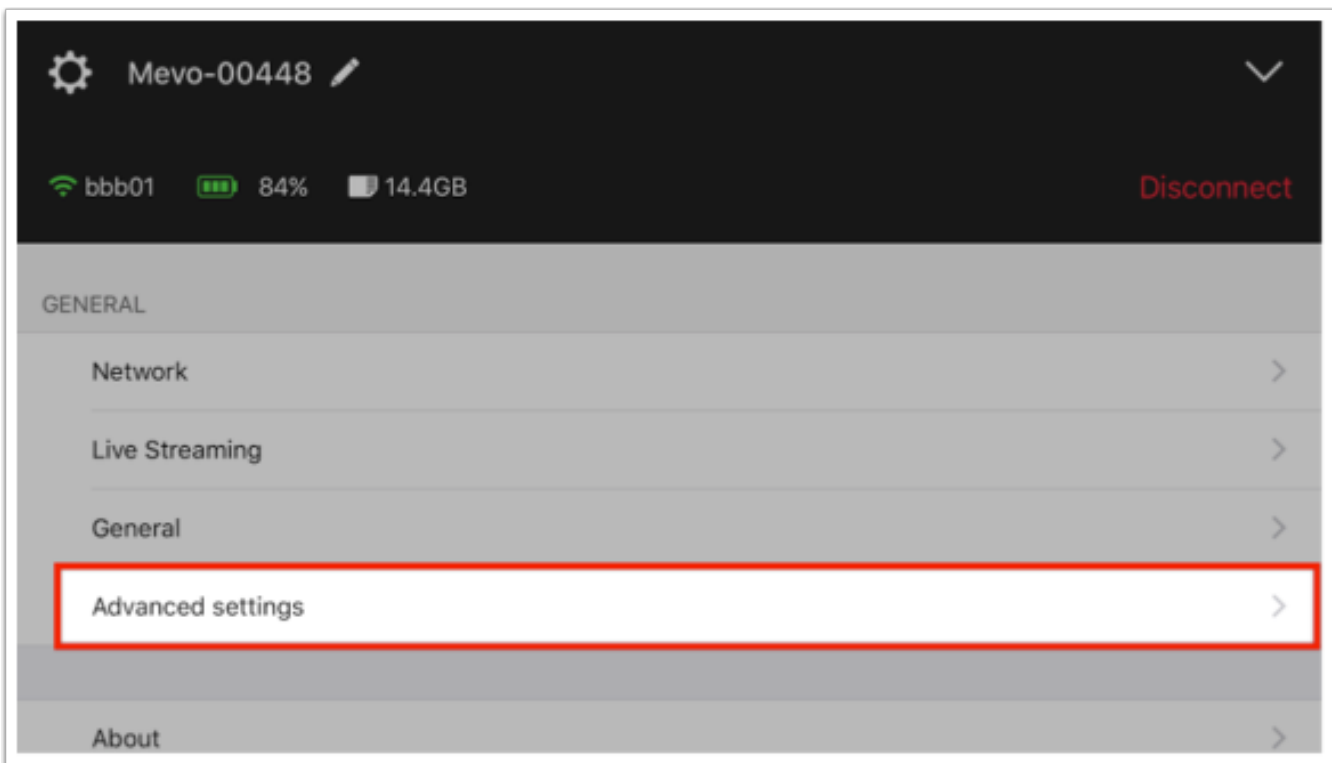 Mevo-00448
bbb01 84% 14.4GB Disconnect
GENERAL
Network
Live Streaming
General
Advanced settings
About